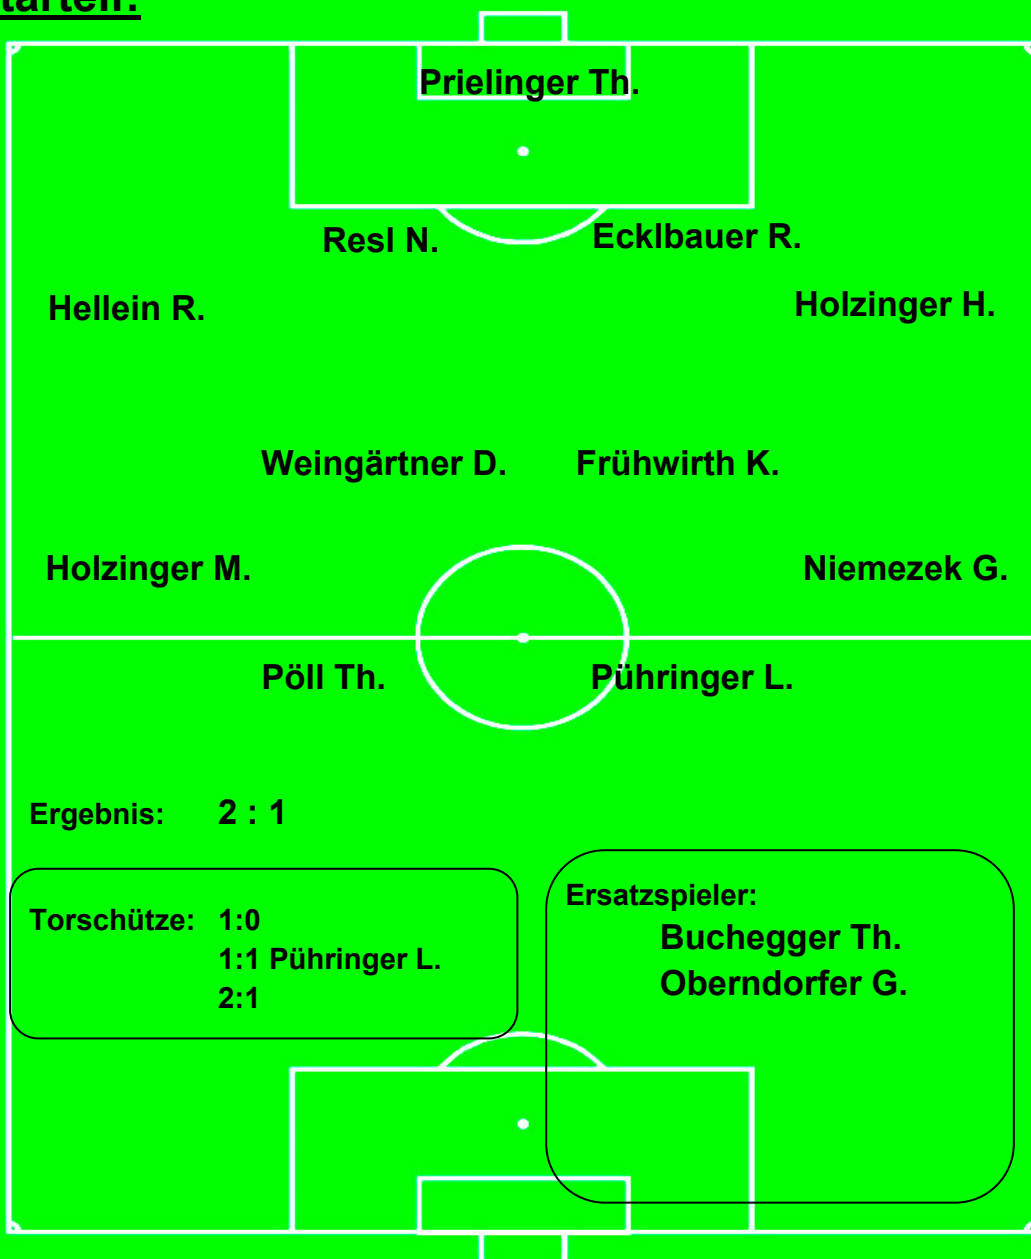 Prielinger Th.
Resl N. Ecklbauer R.
Hellein R. Holzinger H.
Weingärtner D. Frühwirth K.
Holzinger M. Niemezek G.
Pöll Th. Pühringer L.
Ergebnis: 2 : 1
Torschütze: 1:0
1:1 Pühringer L.
2:1
Ersatzspieler:
Buchegger Th.
Oberndorfer G.